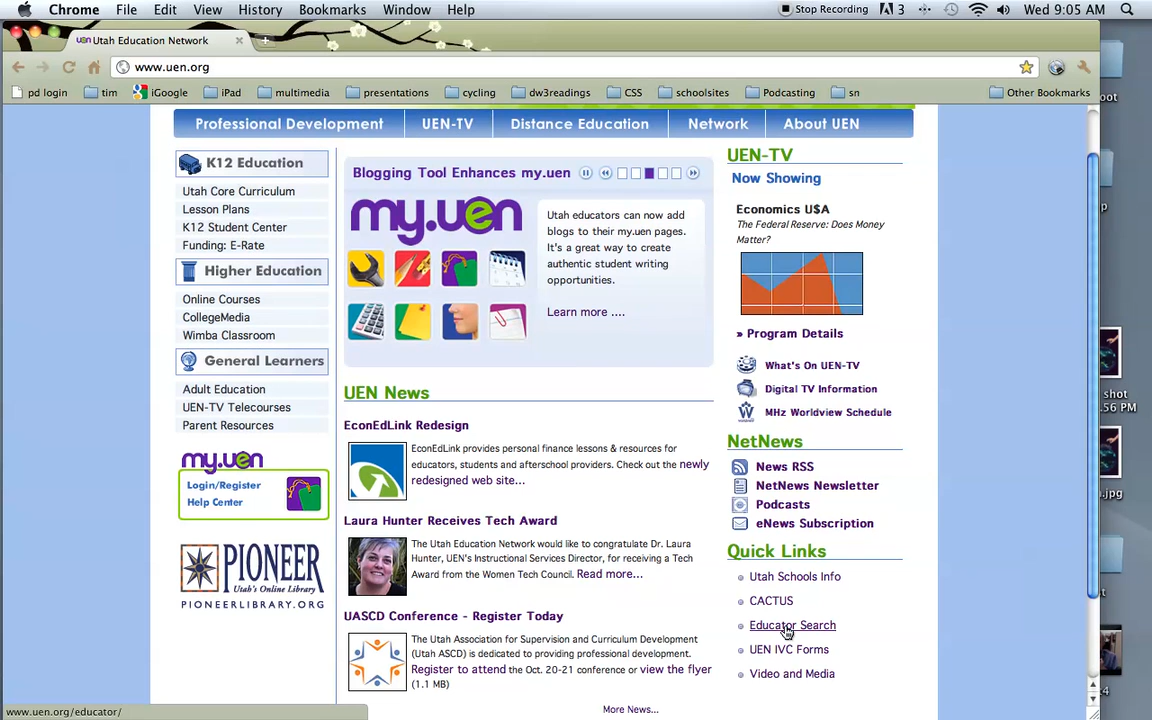 Chrome File Edit View History Bookmarks Window Help Stop Recording 3 Wed 9:05 AM
Utah Education Network
www.uen.org
pd login tim iGoogle iPad multimedia presentations cycling dw3readings CSS schoolsites Podcasting sn Other Bookmarks
Professional Development UEN-TV Distance Education Network About UEN
K12 Education
Utah Core Curriculum
Lesson Plans
K12 Student Center
Funding: E-Rate
Higher Education
Online Courses
CollegeMedia
Wimba Classroom
General Learners
Adult Education
UEN-TV Telecourses
Parent Resources
my.uen
Login/Register
Help Center
PIONEER
UTAH'S ONLINE LIBRARY
PIONEERLIBRARY.ORG
Blogging Tool Enhances my.uen
my.uen
Utah educators can now add
blogs to their my.uen pages.
It's a great way to create
authentic student writing
opportunities.
Learn more ....
UEN News
EconEdLink Redesign
EconEdLink provides personal finance lessons & resources for
educators, students and afterschool providers. Check out the newly
redesigned web site...
Laura Hunter Receives Tech Award
The Utah Education Network would like to congratulate Dr. Laura
Hunter, UEN's Instructional Services Director, for receiving a Tech
Award from the Women Tech Council. Read more...
UASCD Conference - Register Today
The Utah Association for Supervision and Curriculum Development
(Utah ASCD) is dedicated to providing professional development.
Register to attend the Oct. 20-21 conference or view the flyer
(1.1 MB)
More News...
UEN-TV
Now Showing
Economics U$A
The Federal Reserve: Does Money
Matter?
» Program Details
What's On UEN-TV
Digital TV Information
MHz Worldview Schedule
NetNews
News RSS
NetNews Newsletter
Podcasts
eNews Subscription
Quick Links
Utah Schools Info
CACTUS
Educator Search
UEN IVC Forms
Video and Media
oot
p
shot
.56 PM
n.jpg
4
www.uen.org/educator/